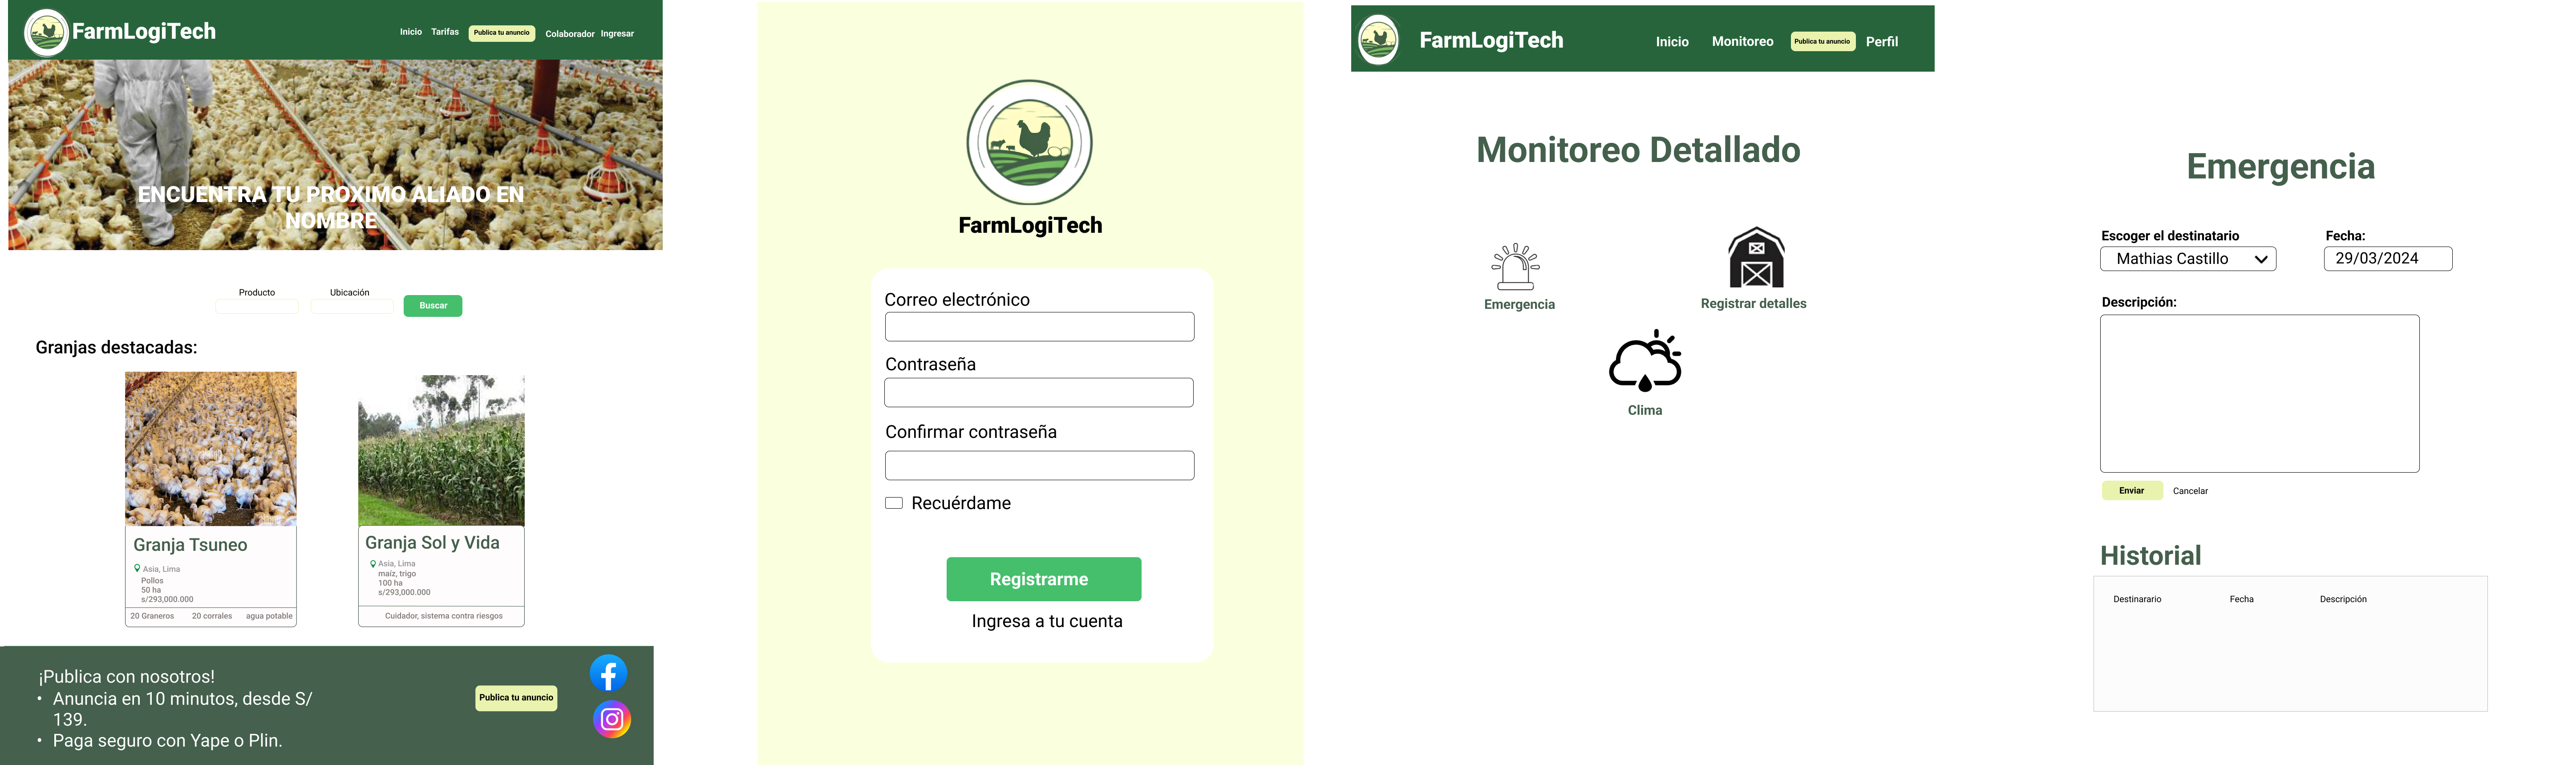 FarmLogiTech
Inicio Tarifas Publica tu anuncio Colaborador Ingresar
ENCUENTRA TU PROXIMO ALIADO EN
NOMBRE
Producto Ubicación
Buscar
Granjas destacadas:
Granja Tsuneo
Asia, Lima
Pollos
50 ha
s/293,000.000
20 Graneros 20 corrales agua potable
Granja Sol y Vida
Asia, Lima
maíz, trigo
100 ha
s/293,000.000
Cuidador, sistema contra riesgos
¡Publica con nosotros!
• Anuncia en 10 minutos, desde S/
139.
• Paga seguro con Yape o Plin.
Publica tu anuncio
FarmLogiTech
Correo electrónico
Contraseña
Confirmar contraseña
Recuérdame
Registrarme
Ingresa a tu cuenta
FarmLogiTech
Inicio Monitoreo Publica tu anuncio Perfil
Monitoreo Detallado
Emergencia
Registrar detalles
Clima
Emergencia
Escoger el destinatario Fecha:
Mathias Castillo 29/03/2024
Descripción:
Enviar Cancelar
Historial
Destinarario Fecha Descripción